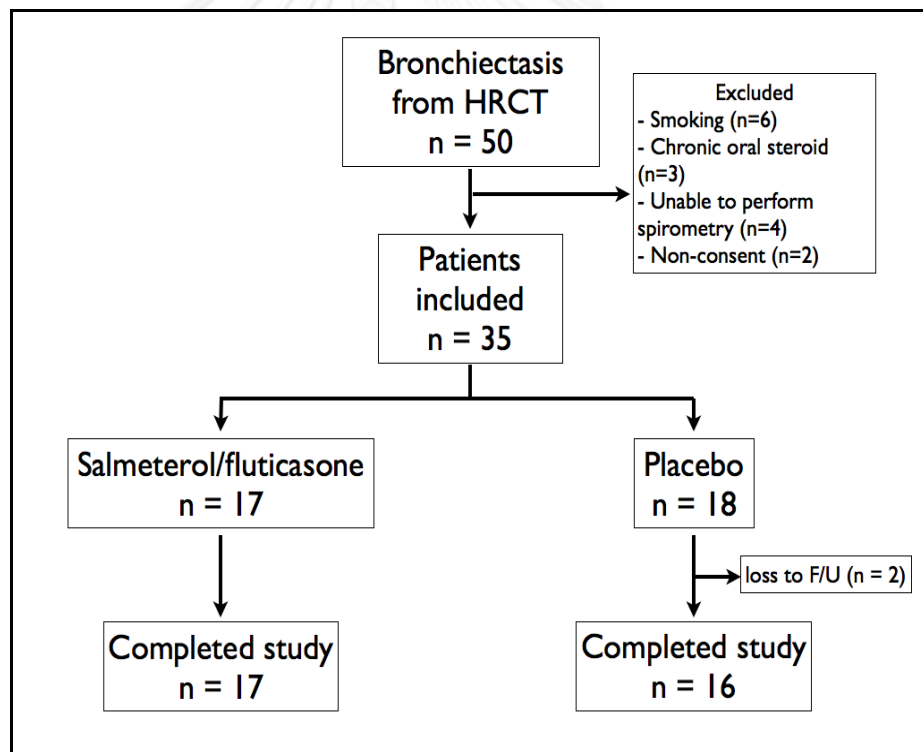 Bronchiectasis
from HRCT
n = 50
Excluded
- Smoking (n=6)
- Chronic oral steroid
(n=3)
- Unable to perform
spirometry (n=4)
- Non-consent (n=2)
Patients
included
n = 35
Salmeterol/fluticasone
n = 17
Placebo
n = 18
loss to F/U (n = 2)
Completed study
n = 17
Completed study
n = 16